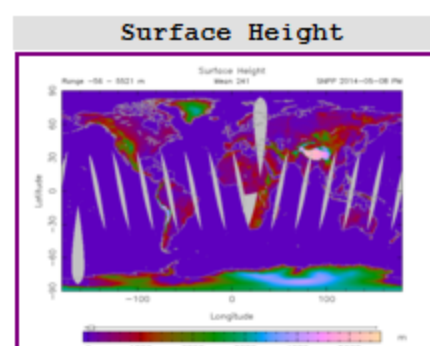 Surface Height
Surface Height
Range -56 - 5521 m Mean 241 SNPP 2014-05-08 PM
90
60
30
0
-30
-60
-90
Latitude
-100 0 100
Longitude
m